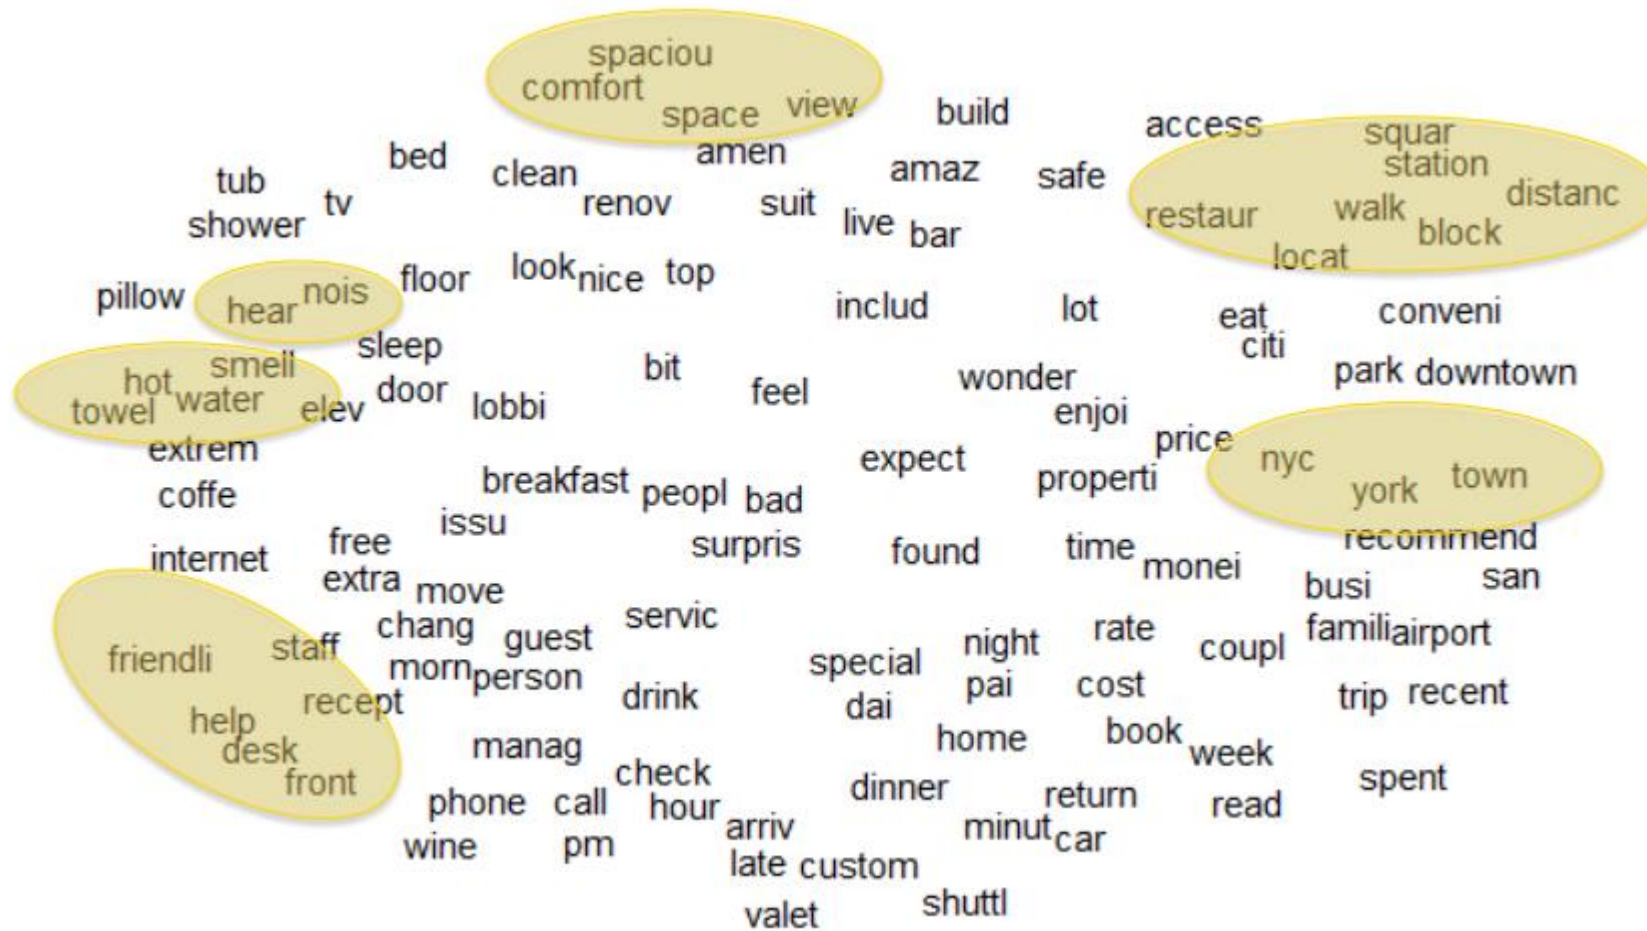 spaciou
comfort
space view
build
access
squar
station
bed
clean
amen
amaz
safe
tub
tv
renov
suit
distanc
shower
live bar
restaur
walk
block
locat
pillow
hear nois
floor
look nice top
includ
lot
eat
citi
conveni
sleep
smell
hot
water
towel
elev
door
lobbi
bit
feel
wonder
enjoi
park downtown
extrem
coffe
breakfast peopl bad
expect
price
properti
nyc
york
town
issu
internet
free
extra move
surpris
found
time
monei
recommend
busi
san
chang
guest
servic
friendli
staff
morn person
recept
help
desk
front
drink
special
dai
night
pai
rate
cost
coupl
famili airport
trip recent
manag
check
hour
home
book
week
phone call
wine
pm
arriv
late custom
valet
dinner
minut car
return
read
spent
shuttl